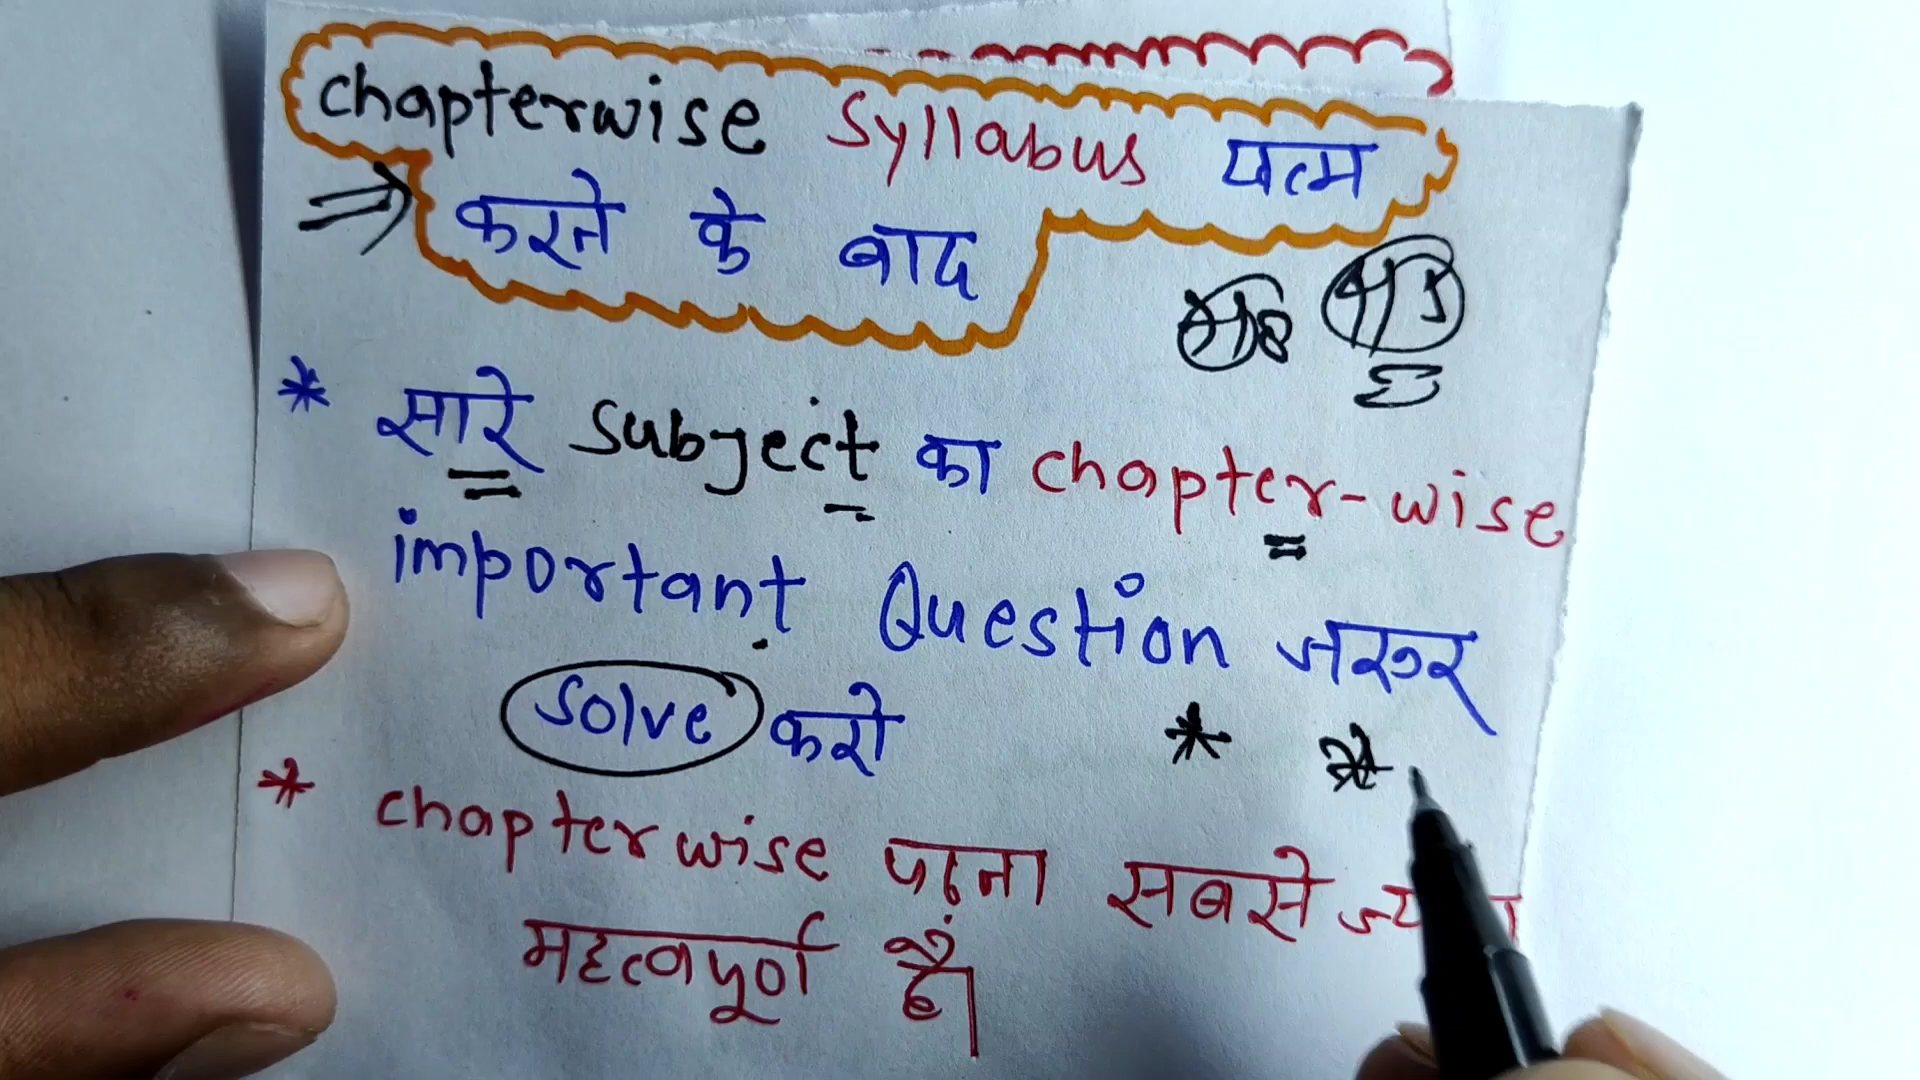 chapterwise Syllabus खत्म
⇒ करने के बाद
* सारे Subject का chapter-wise
important Question जरुर
Solve करो
* chapterwise पढ़ना सबसे
महत्वपूर्ण है।